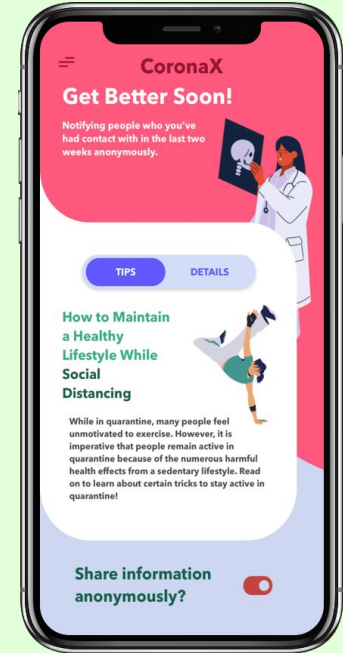 CoronaX
Get Better Soon!
Notifying people who you've
had contact with in the last two
weeks anonymously.
TIPS
DETAILS
How to Maintain
a Healthy
Lifestyle While
Social
Distancing
While in quarantine, many people feel
unmotivated to exercise. However, it is
imperative that people remain active in
quarantine because of the numerous harmful
health effects from a sedentary lifestyle. Read
on to learn about certain tricks to stay active in
quarantine!
Share information
anonymously?